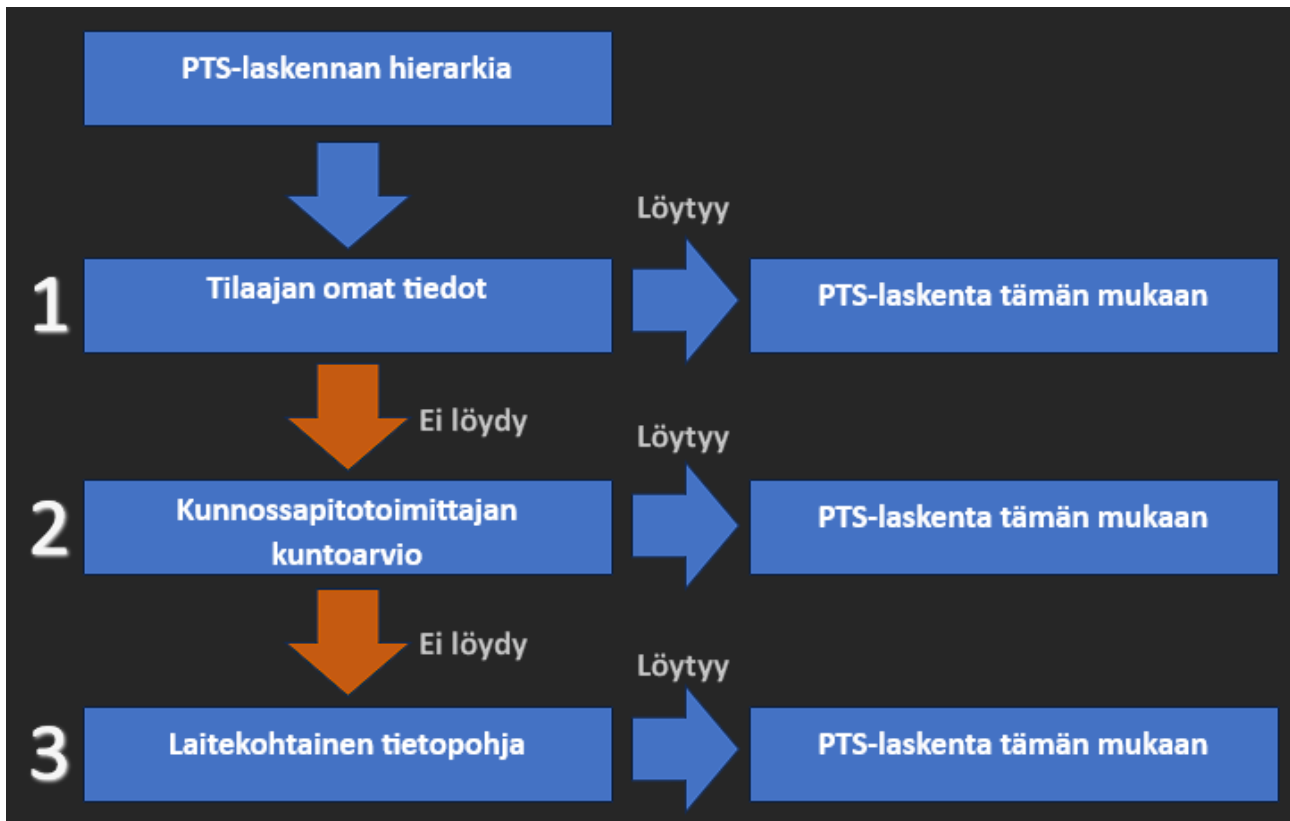 PTS-laskennan hierarkia
Löytyy
1
Tilaajan omat tiedot
PTS-laskenta tämän mukaan
Ei löydy
Löytyy
2
Kunnossapitotoimittajan
kuntoarvio
PTS-laskenta tämän mukaan
Ei löydy
Löytyy
3
Laitekohtainen tietopohja
PTS-laskenta tämän mukaan